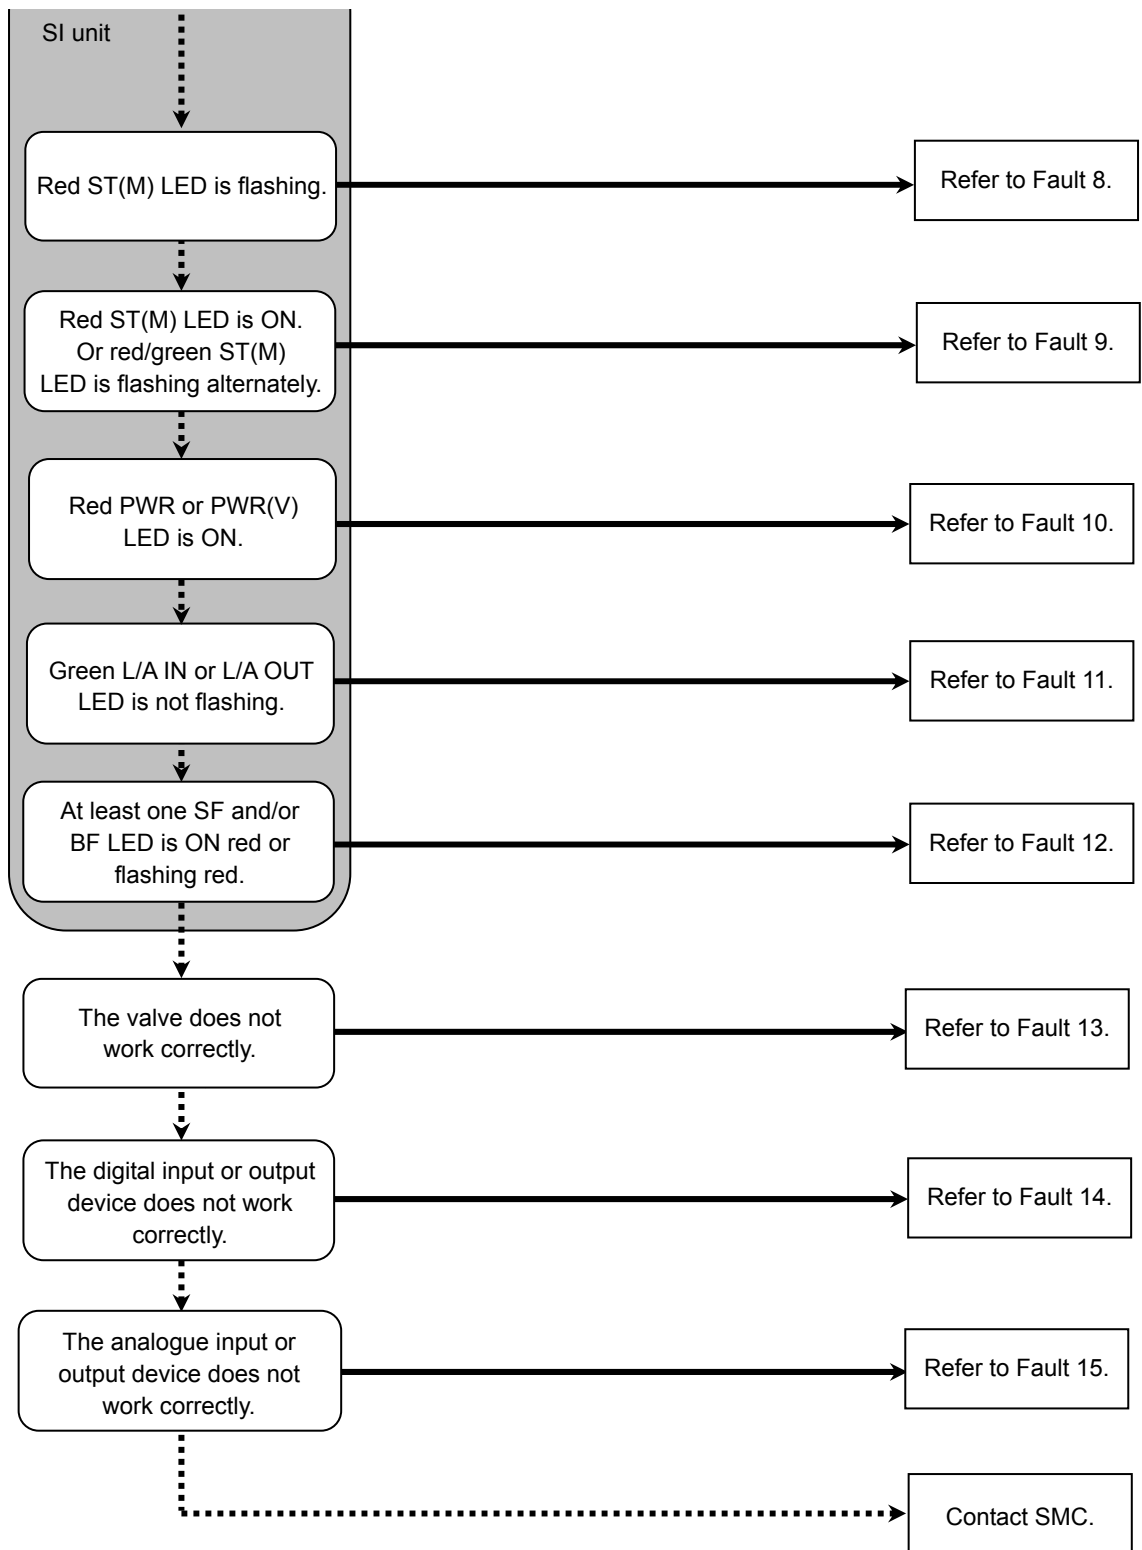 SI unit
Red ST(M) LED is flashing.
Refer to Fault 8.
Red ST(M) LED is ON.
Or red/green ST(M)
LED is flashing alternately.
Refer to Fault 9.
Red PWR or PWR(V)
LED is ON.
Refer to Fault 10.
Green L/A IN or L/A OUT
LED is not flashing.
Refer to Fault 11.
At least one SF and/or
BF LED is ON red or
flashing red.
Refer to Fault 12.
The valve does not
work correctly.
Refer to Fault 13.
The digital input or output
device does not work
correctly.
Refer to Fault 14.
The analogue input or
output device does not
work correctly.
Refer to Fault 15.
Contact SMC.